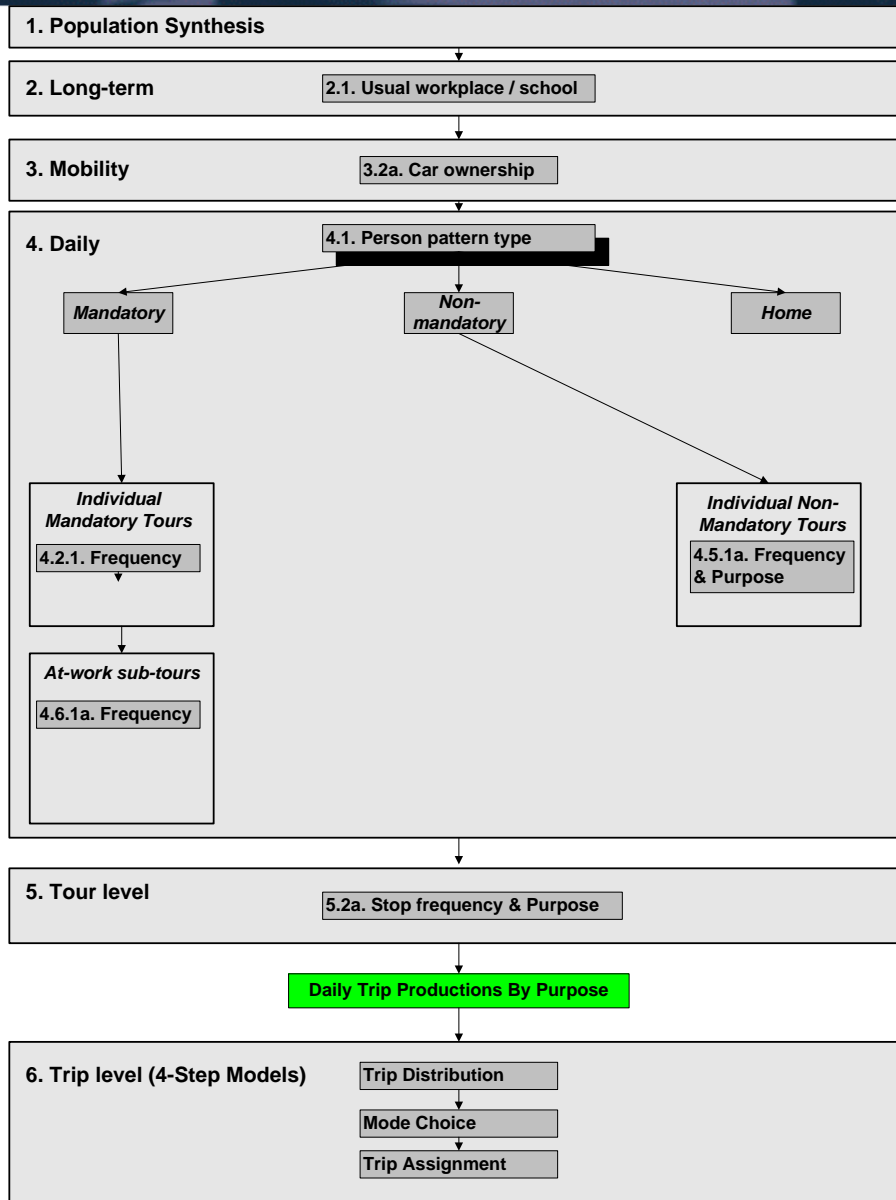 1. Population Synthesis
2. Long-term
2.1. Usual workplace / school
3. Mobility
3.2a. Car ownership
4. Daily
4.1. Person pattern type
Mandatory
Non-
mandatory
Home
Individual
Mandatory Tours
4.2.1. Frequency
Individual Non-
Mandatory Tours
4.5.1a. Frequency
& Purpose
At-work sub-tours
4.6.1a. Frequency
5. Tour level
5.2a. Stop frequency & Purpose
Daily Trip Productions By Purpose
6. Trip level (4-Step Models)
Trip Distribution
Mode Choice
Trip Assignment